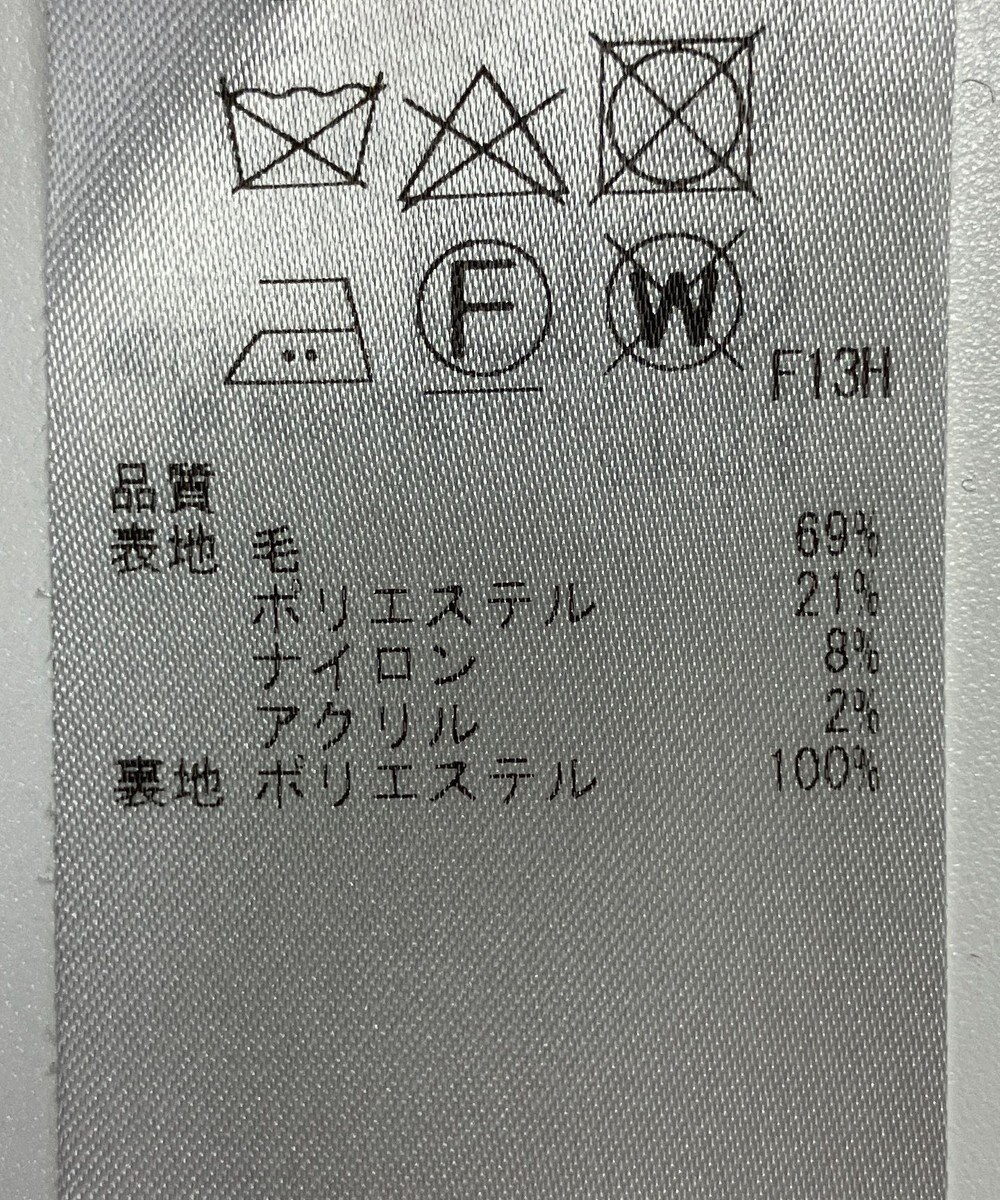 F W
F13H
品質
表地 毛 69%
ポリエステル 21%
ナイロン 8%
アクリル 2%
裏地 ポリエステル 100%